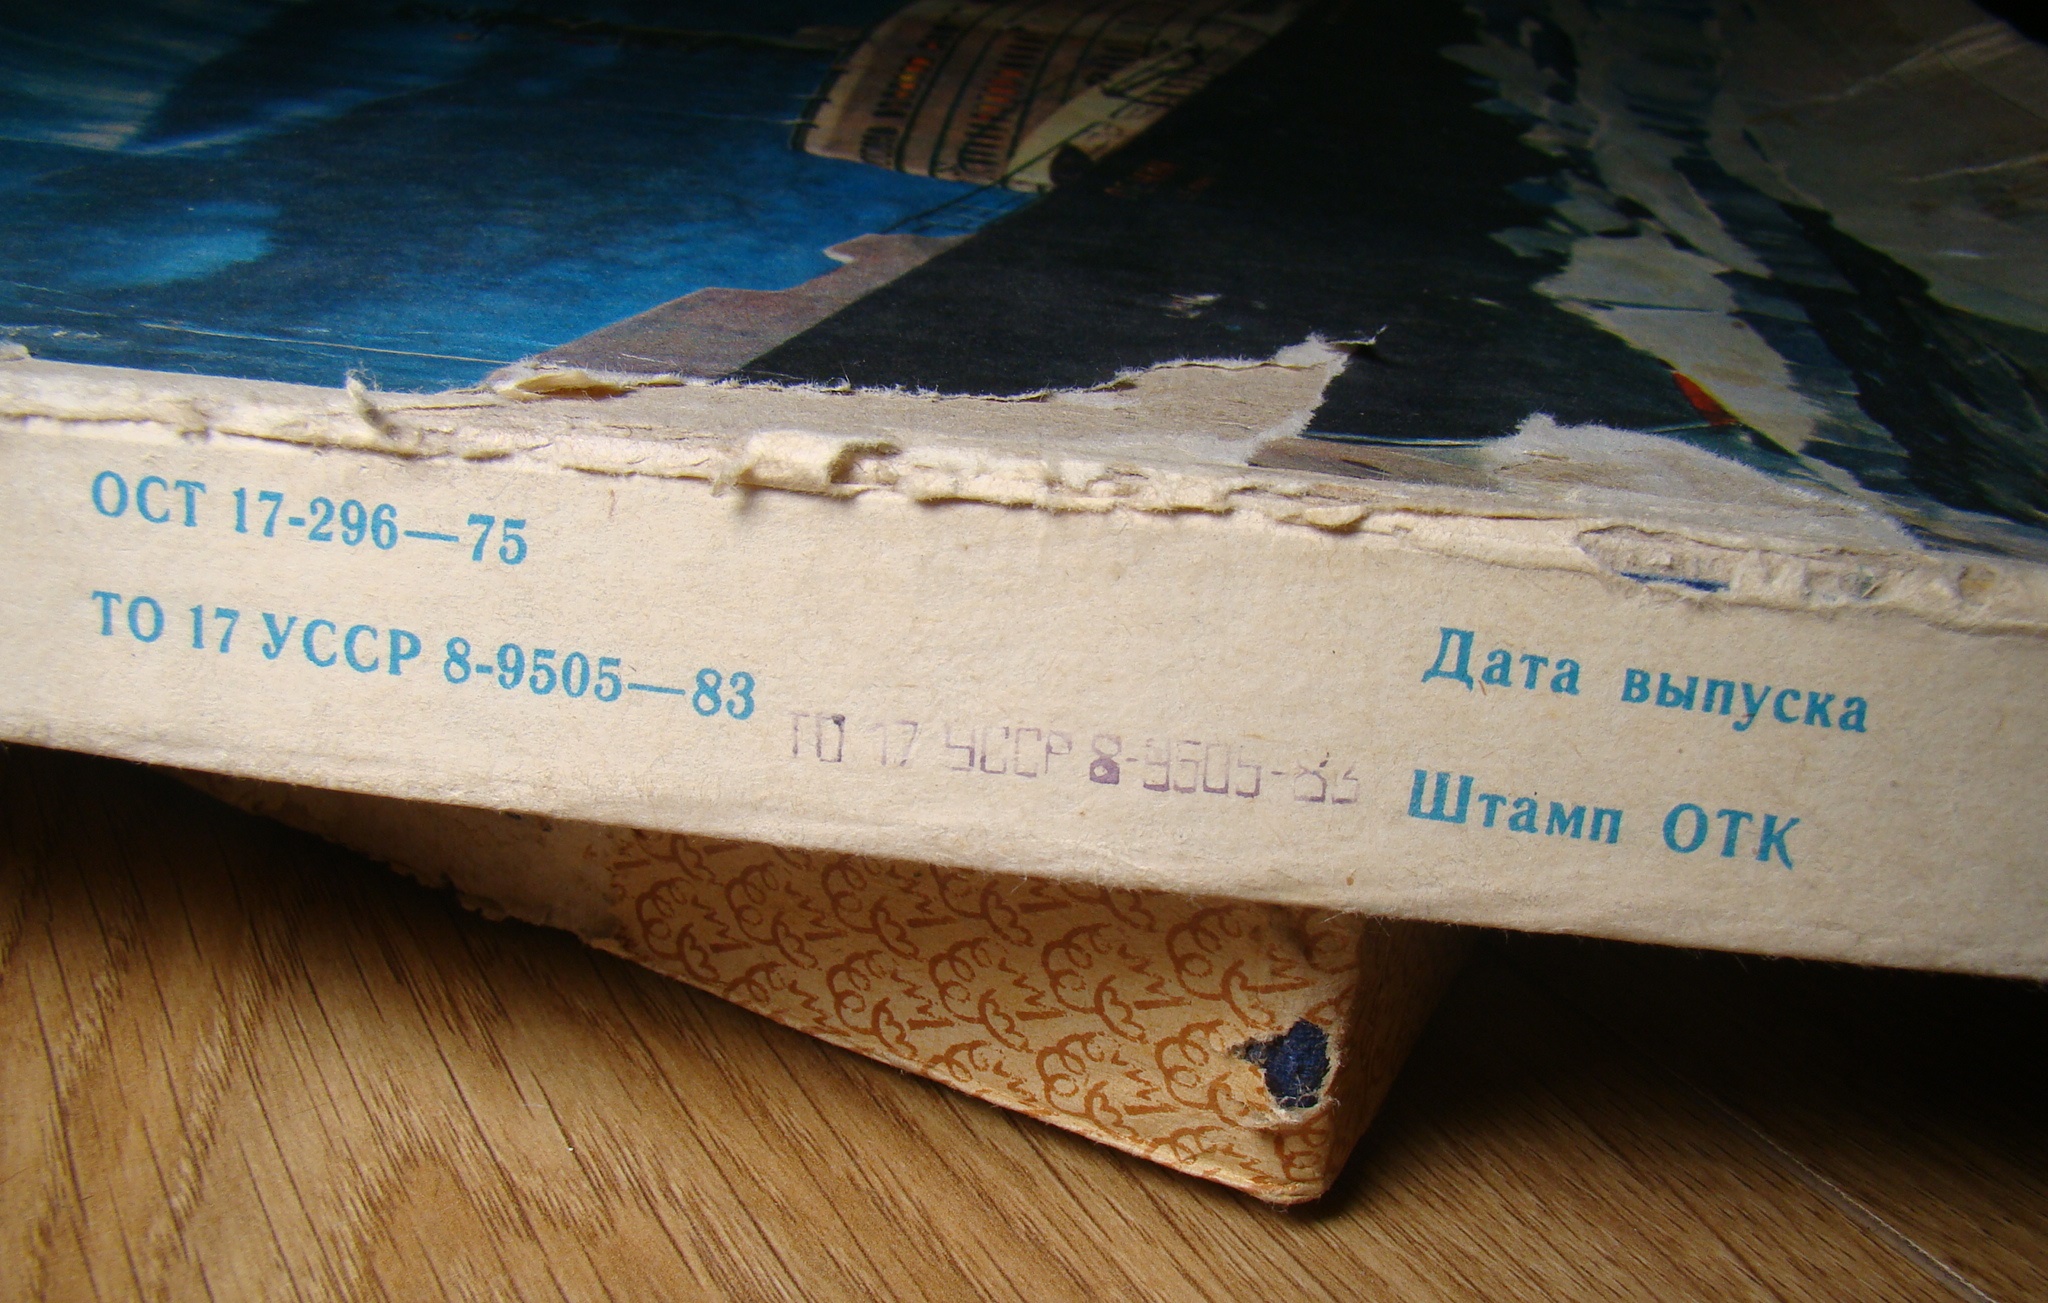 ОСТ 17-296—75
ТО 17 УССР 8-9505—83
ТО 17 УССР 8-9505-83
Дата выпуска
Штамп ОТК